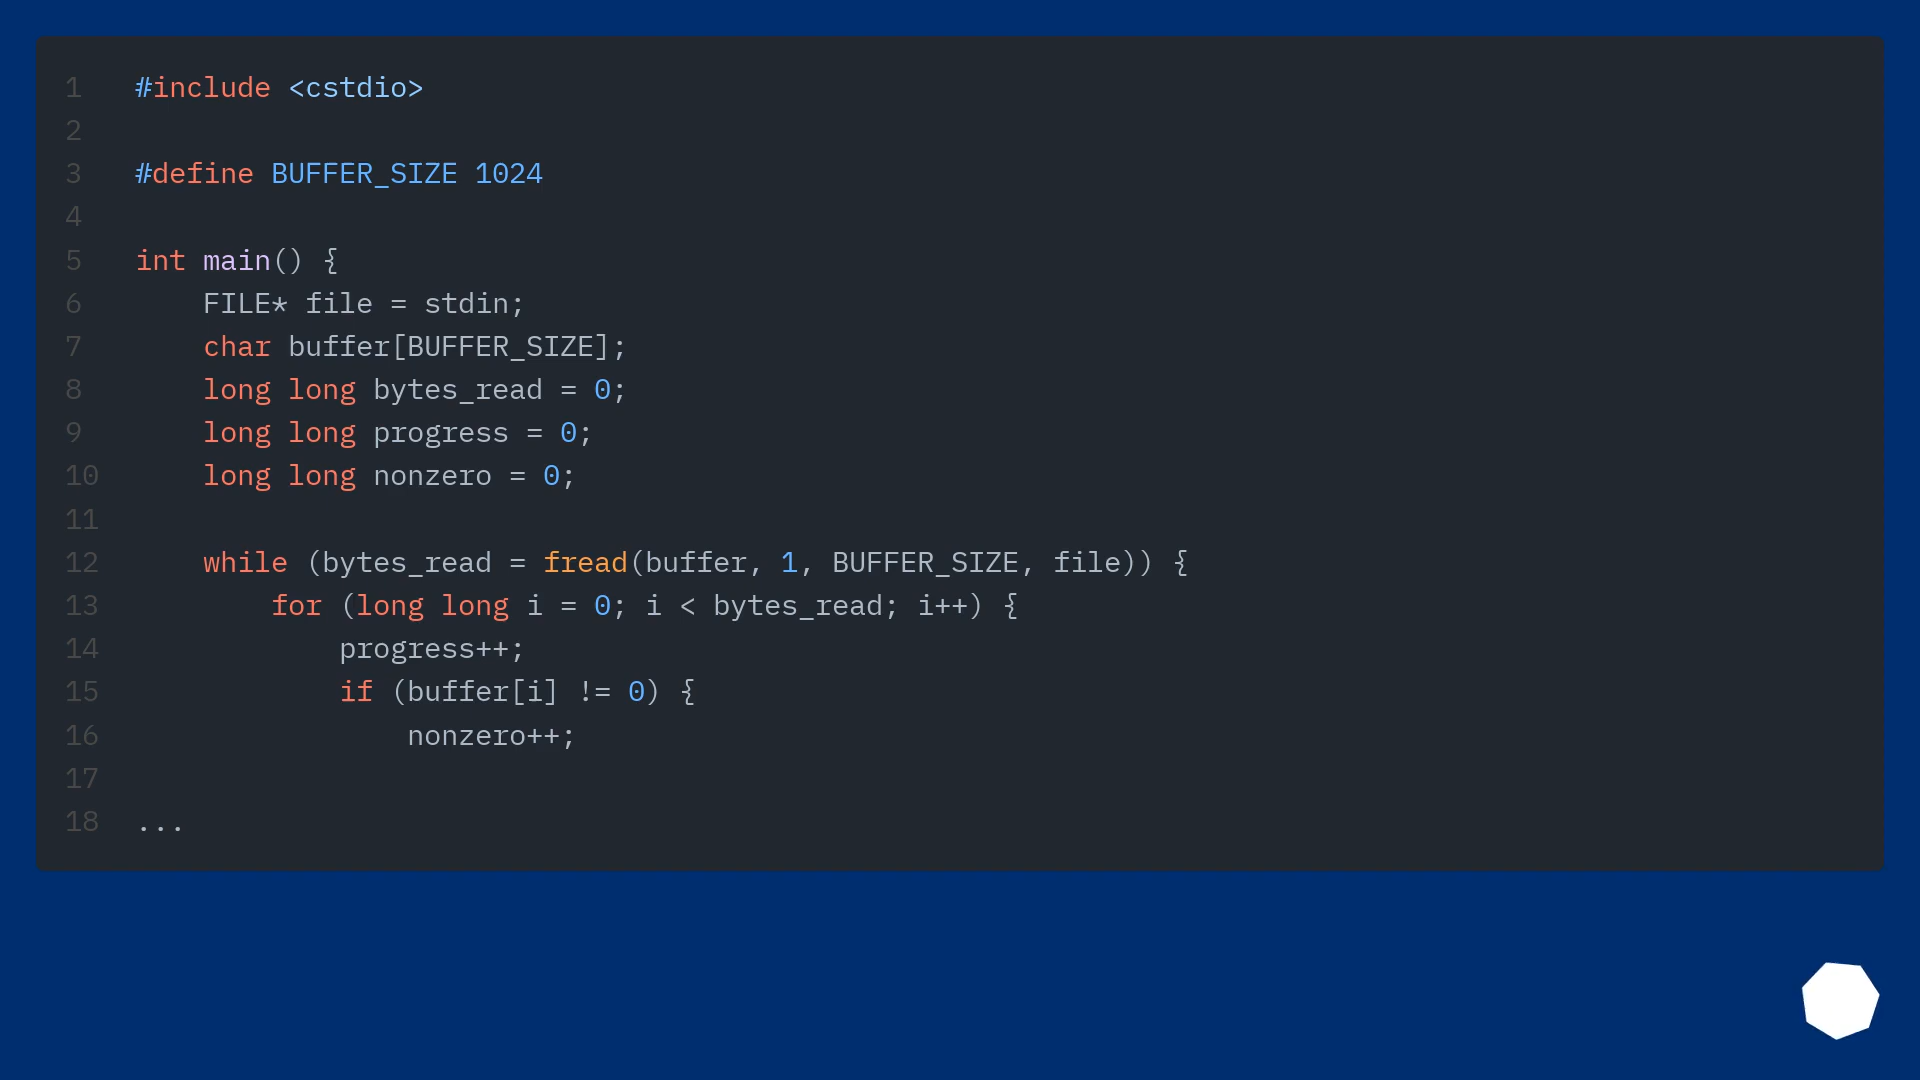 1 #include <cstdio>
2
3 #define BUFFER_SIZE 1024
4
5 int main() {
6     FILE* file = stdin;
7     char buffer[BUFFER_SIZE];
8     long long bytes_read = 0;
9     long long progress = 0;
10     long long nonzero = 0;
11
12     while (bytes_read = fread(buffer, 1, BUFFER_SIZE, file)) {
13         for (long long i = 0; i < bytes_read; i++) {
14             progress++;
15             if (buffer[i] != 0) {
16                 nonzero++;
17
18 ...